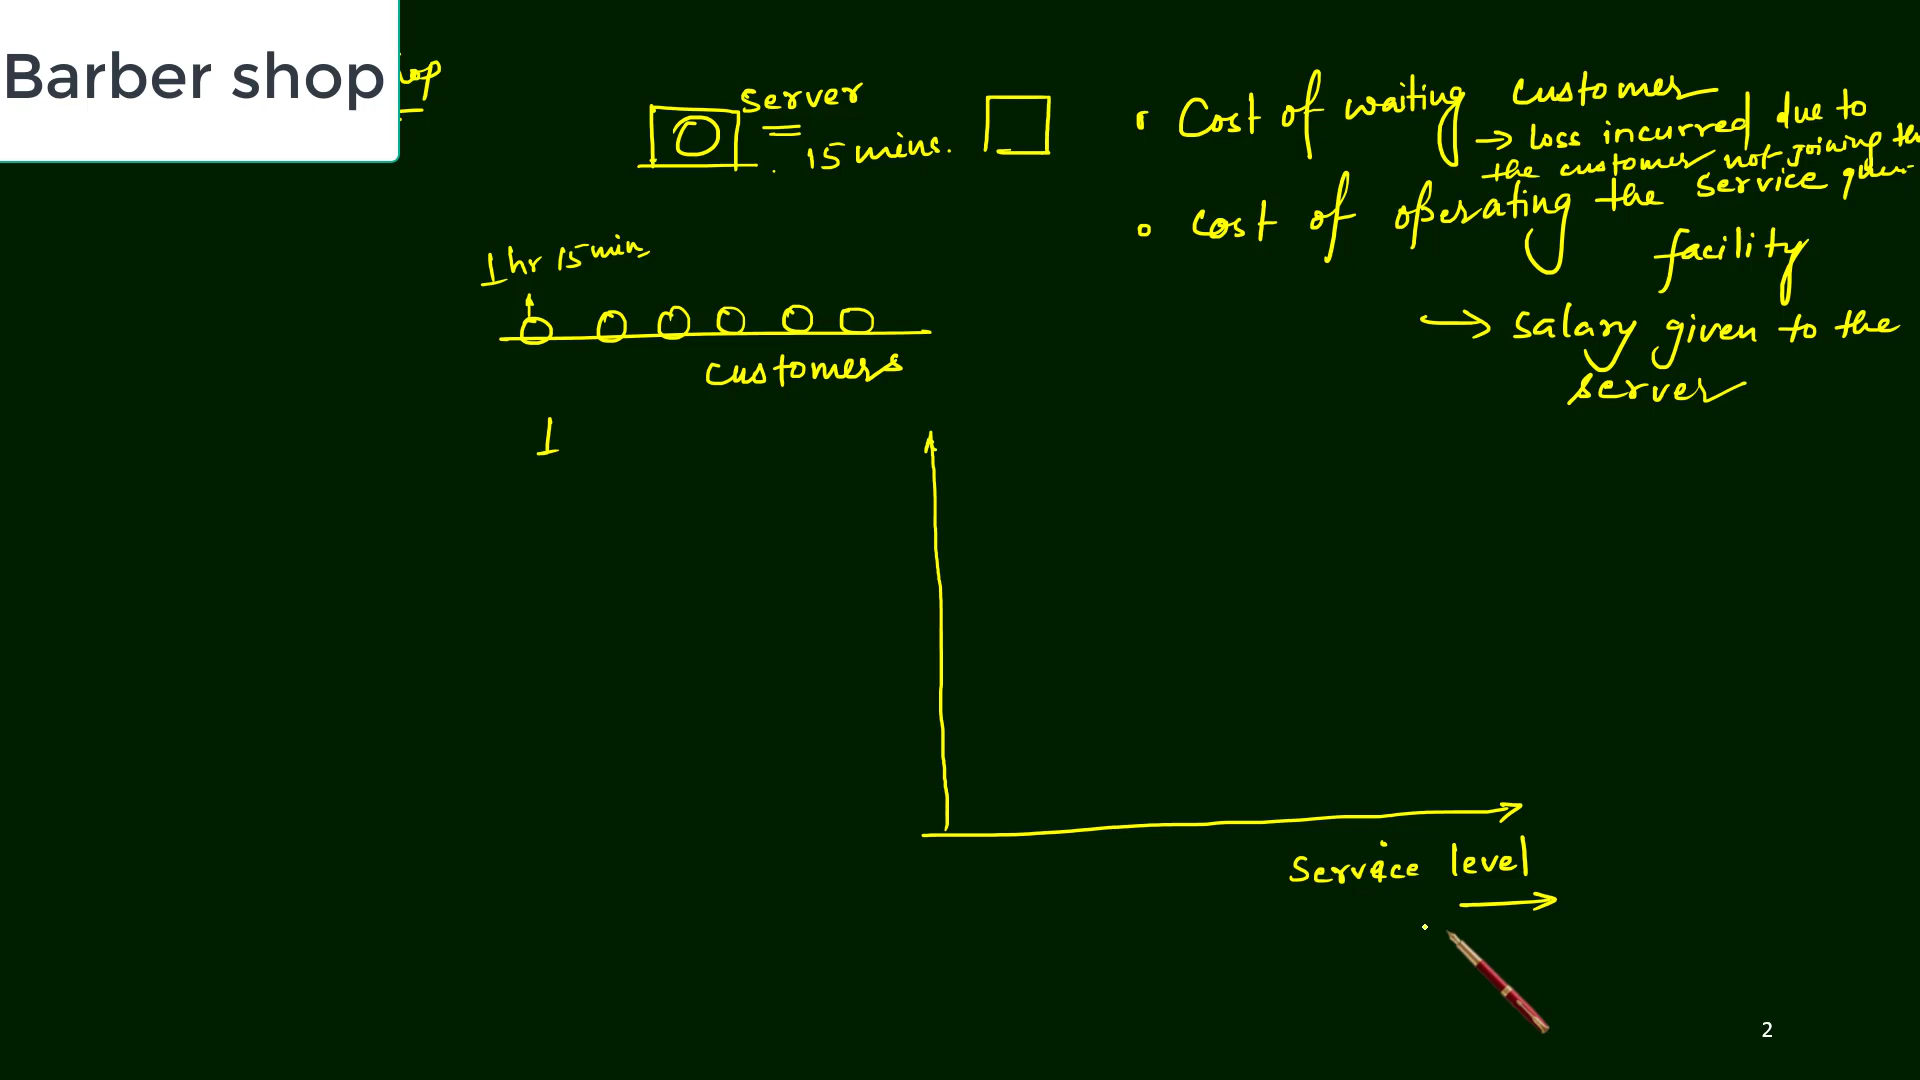 Barber shop
server
15 mins.
1 hr 15 min
customers
I
• Cost of waiting customer
→ loss incurred due to
the customer not joining the
• cost of operating the service
facility
→ salary given to the
server
Service level
2